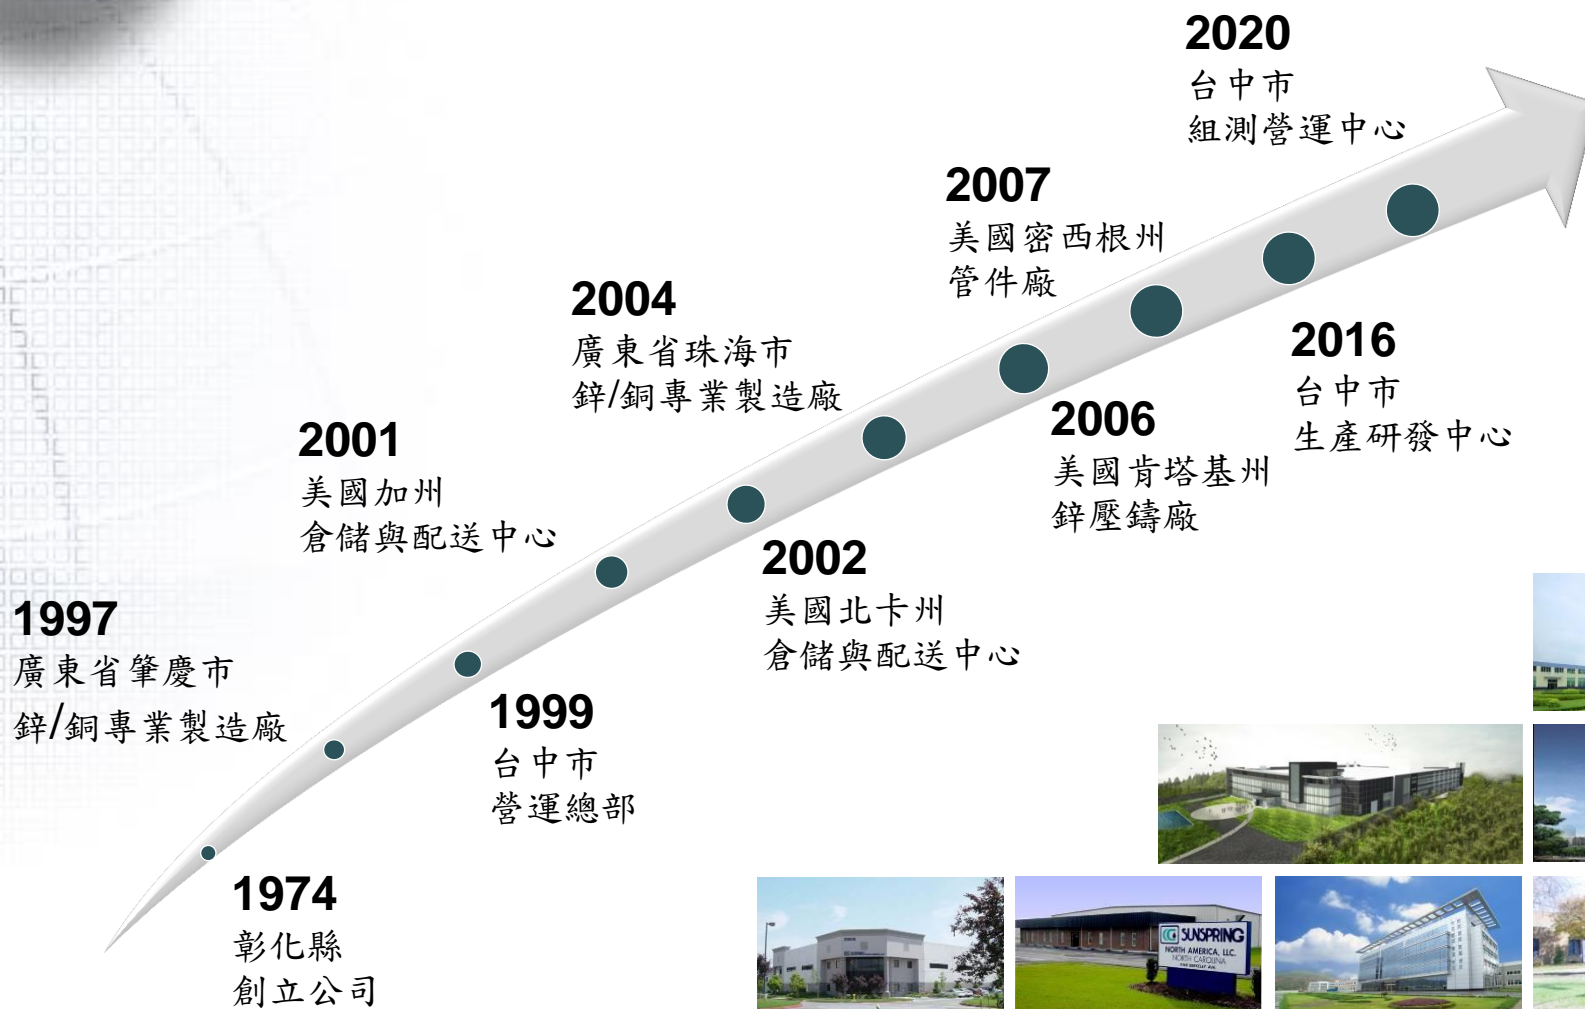 2020
台中市
組測營運中心
2007
美國密西根州
管件廠
2004
廣東省珠海市
鋅/銅專業製造廠
2016
台中市
生產研發中心
2006
美國肯塔基州
鋅壓鑄廠
2001
美國加州
倉儲與配送中心
2002
美國北卡州
倉儲與配送中心
1997
廣東省肇慶市
鋅/銅專業製造廠
1999
台中市
營運總部
1974
彰化縣
創立公司
SUNSPRING
NORTH AMERICA, LLC.
NORTH CAROLINA